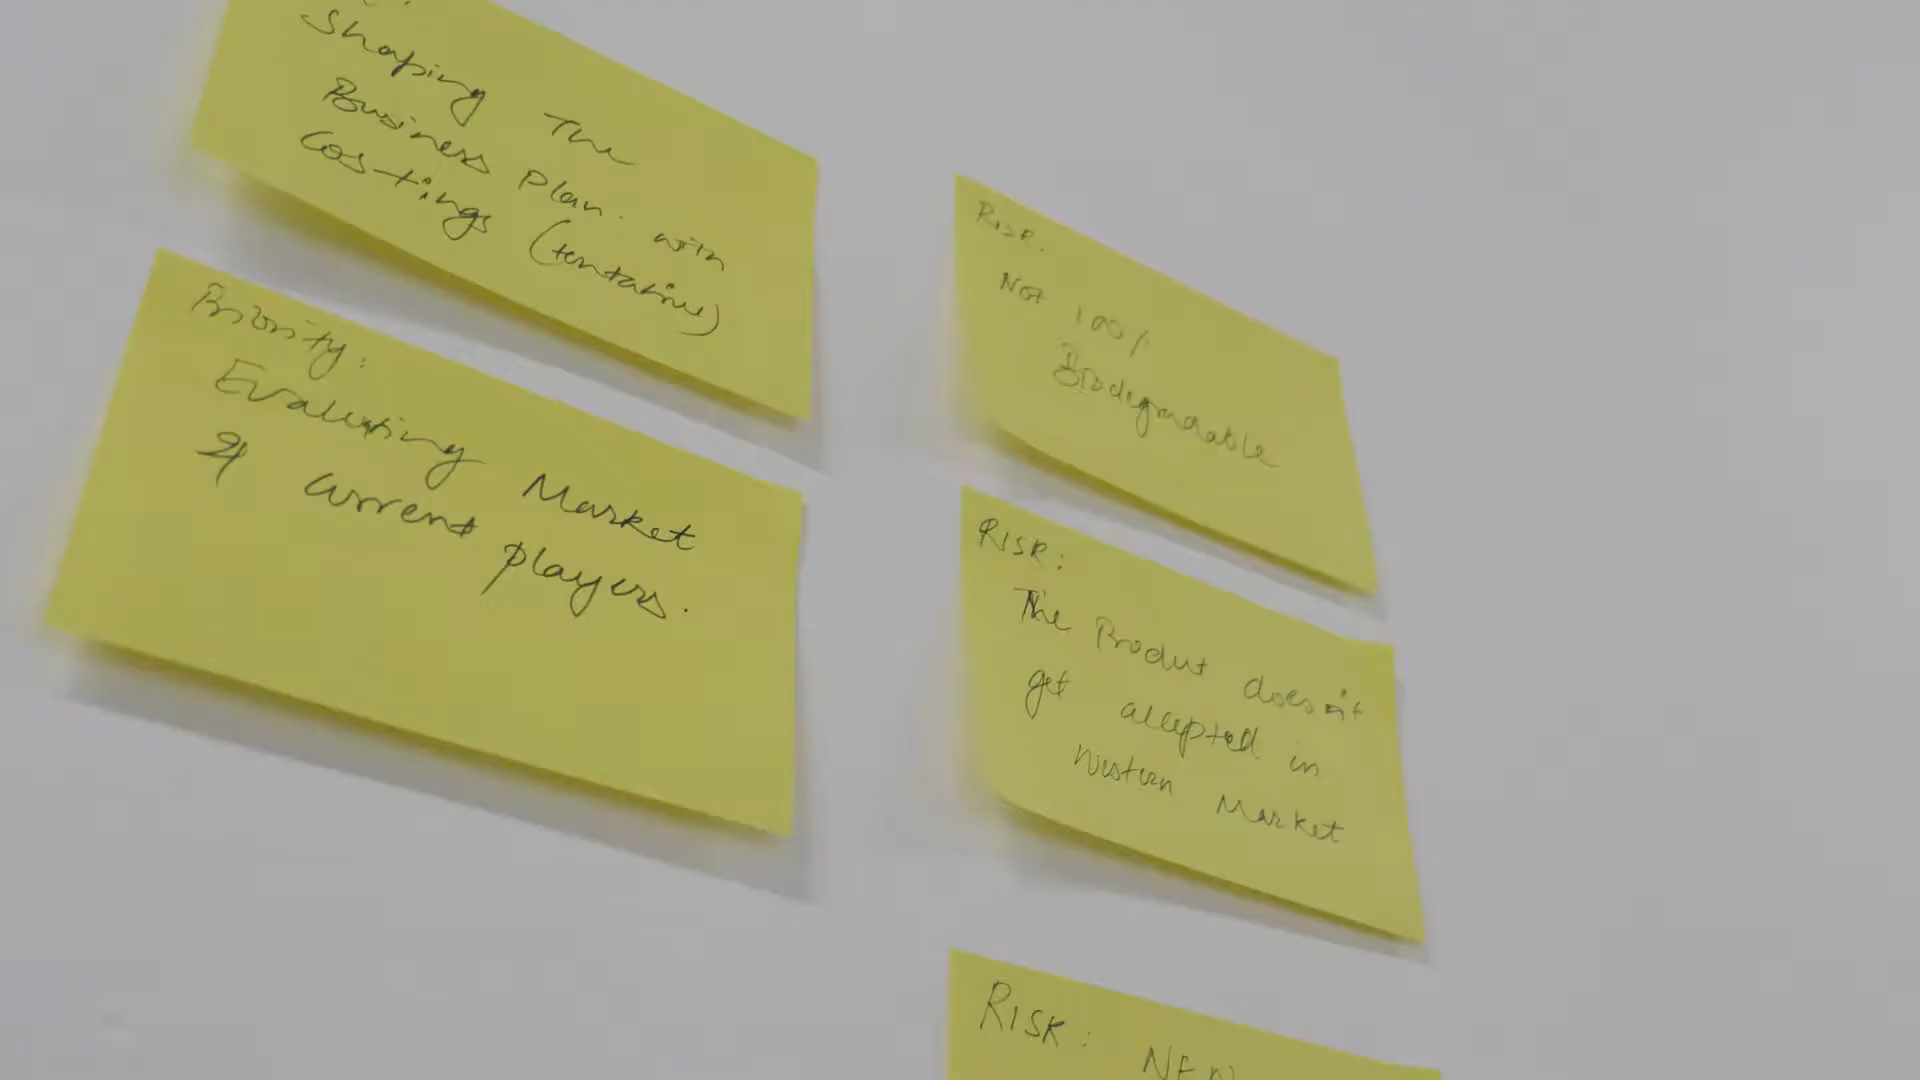 Shaping The
Business Plan. with
Costings (tentative)
Priority:
Evaluating Market
& current players.
RISK.
Not 100%
Biodegradable
RISK:
The Product doesn't
get accepted in
Western Market
RISK: NEW